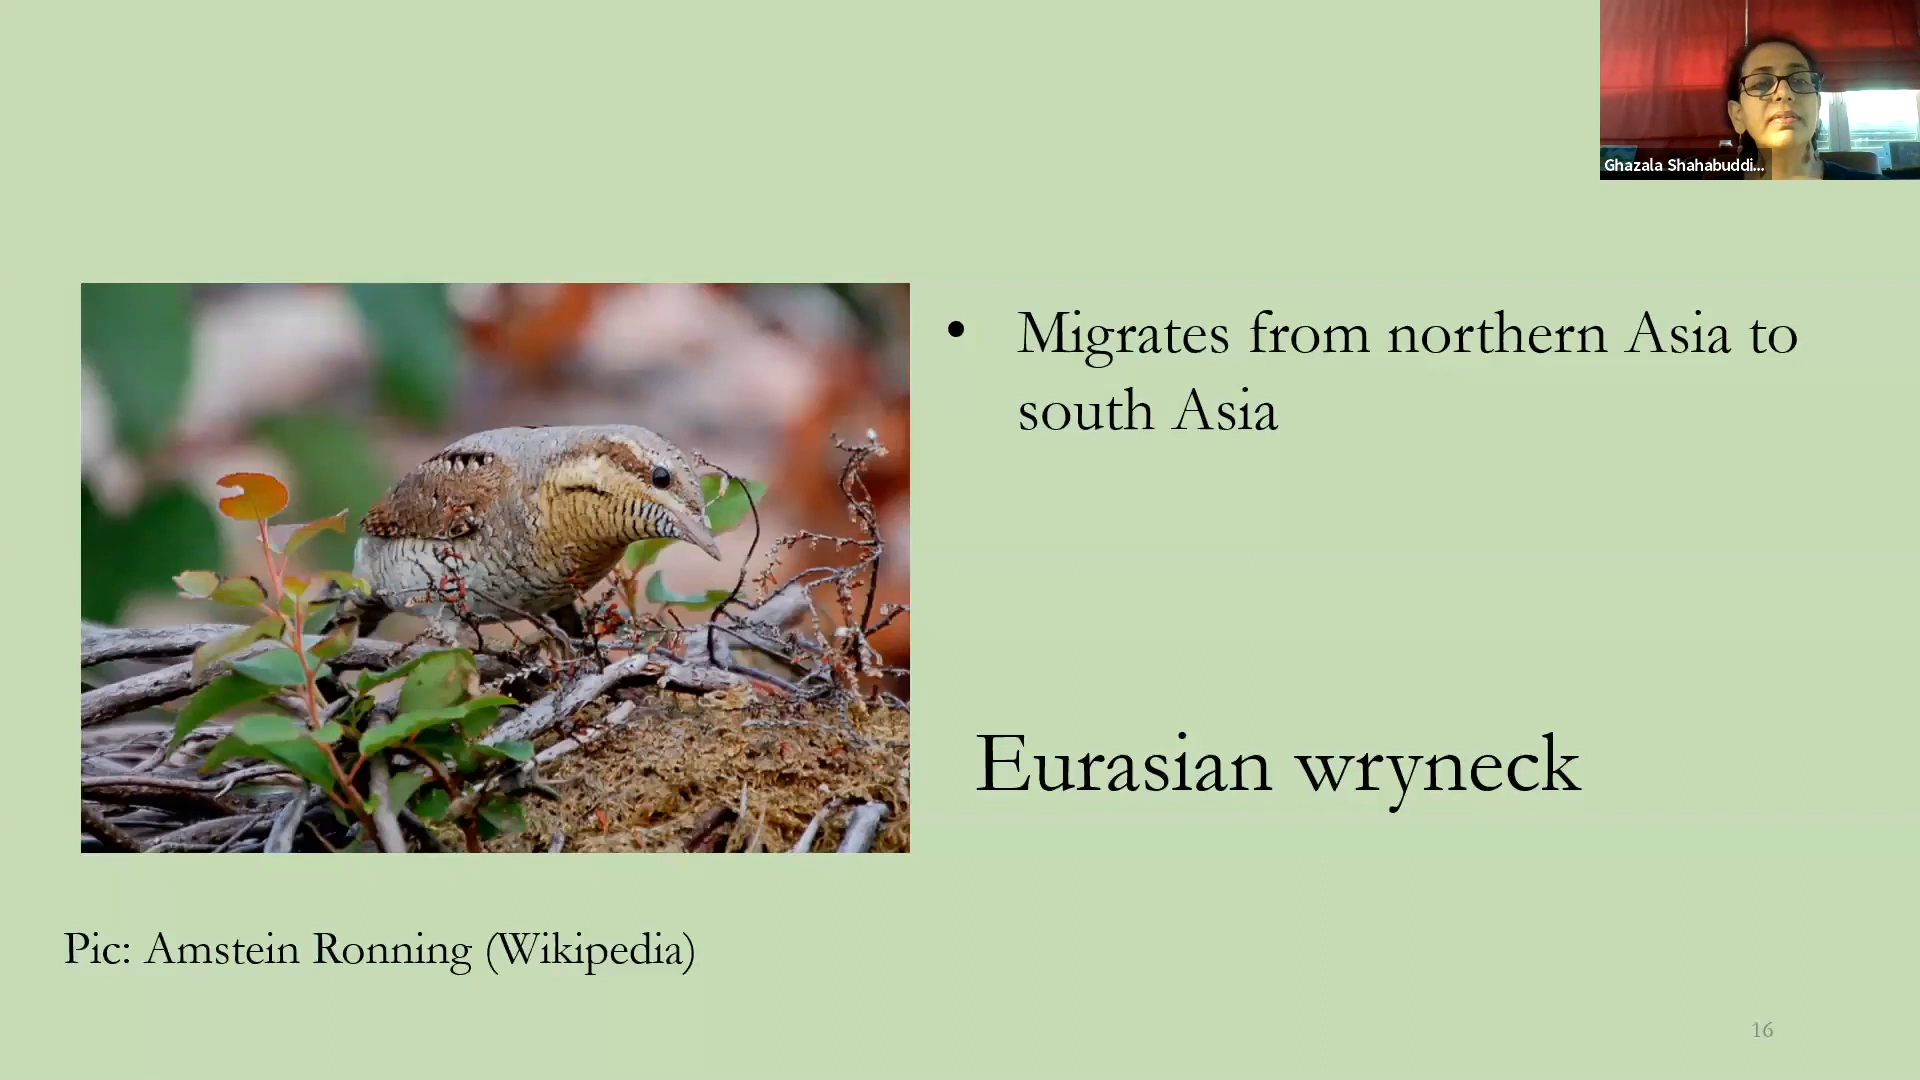 Ghazala Shahabuddi...
• Migrates from northern Asia to
south Asia
Eurasian wryneck
Pic: Amstein Ronning (Wikipedia)
16